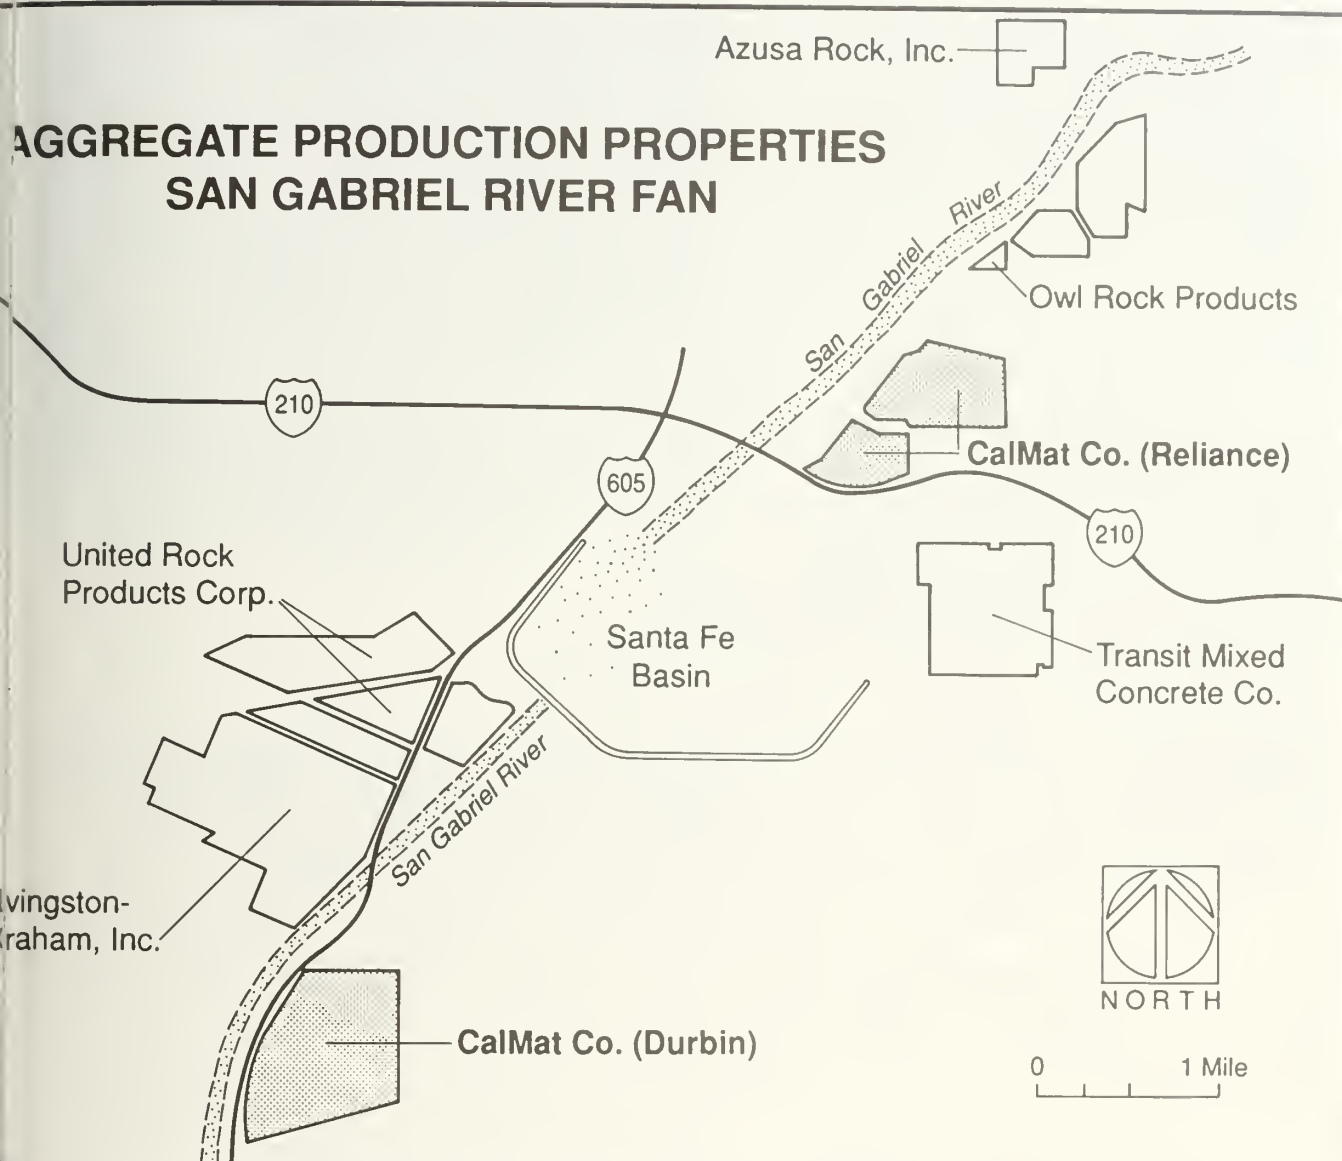 Azusa Rock, Inc.
AGGREGATE PRODUCTION PROPERTIES
SAN GABRIEL RIVER FAN
San Gabriel River
Owl Rock Products
210
CalMat Co. (Reliance)
605
210
United Rock
Products Corp.
Santa Fe
Basin
Transit Mixed
Concrete Co.
San Gabriel River
ivingston-
raham, Inc.
NORTH
CalMat Co. (Durbin)
0 1 Mile